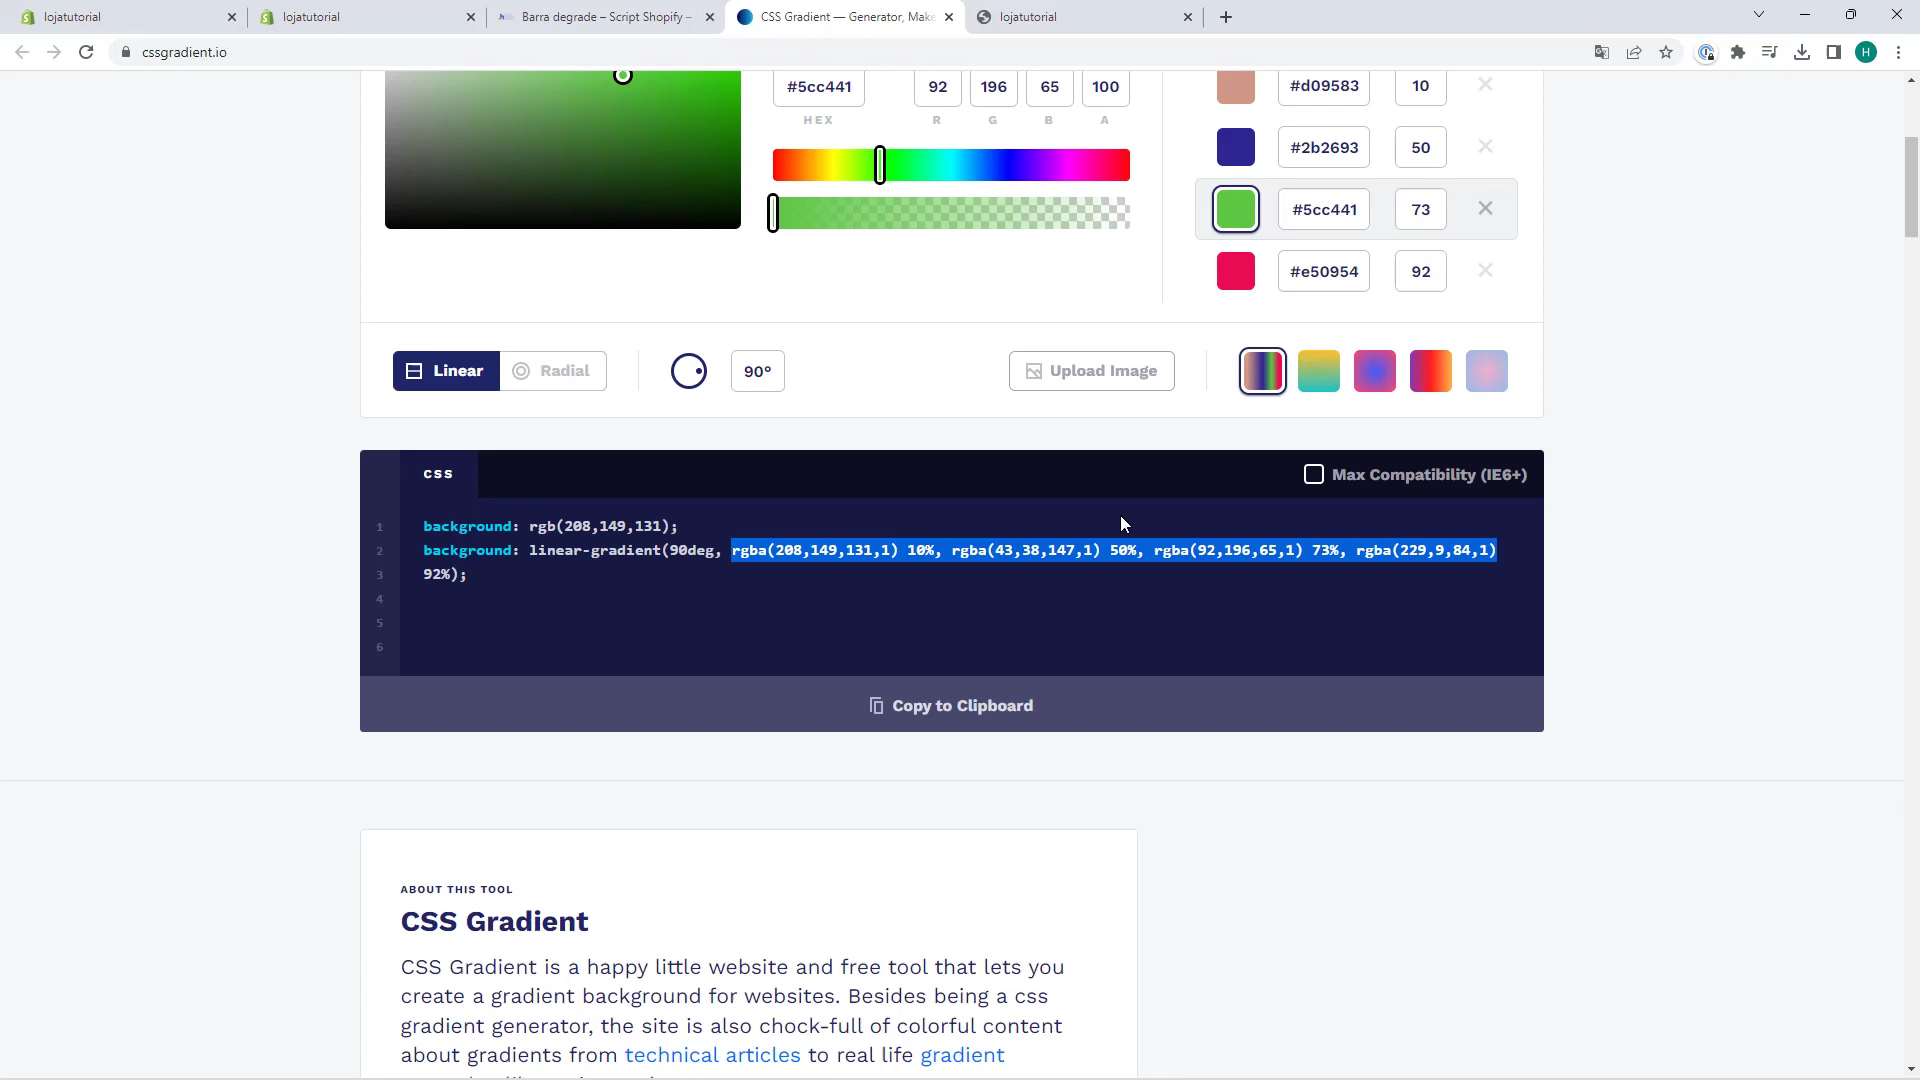 lojatutorial
lojatutorial
Barra degrade – Script Shopify –
CSS Gradient — Generator, Make
lojatutorial
cssgradient.io
H
#5cc441 92 196 65 100
HEX R G B A
#d09583 10
#2b2693 50
#5cc441 73
#e50954 92
Linear Radial 90° Upload Image
CSS Max Compatibility (IE6+)
1 background: rgb(208,149,131);
2 background: linear-gradient(90deg, rgba(208,149,131,1) 10%, rgba(43,38,147,1) 50%, rgba(92,196,65,1) 73%, rgba(229,9,84,1)
3 92%);
4
5
6
Copy to Clipboard
ABOUT THIS TOOL
CSS Gradient
CSS Gradient is a happy little website and free tool that lets you
create a gradient background for websites. Besides being a css
gradient generator, the site is also chock-full of colorful content
about gradients from technical articles to real life gradient